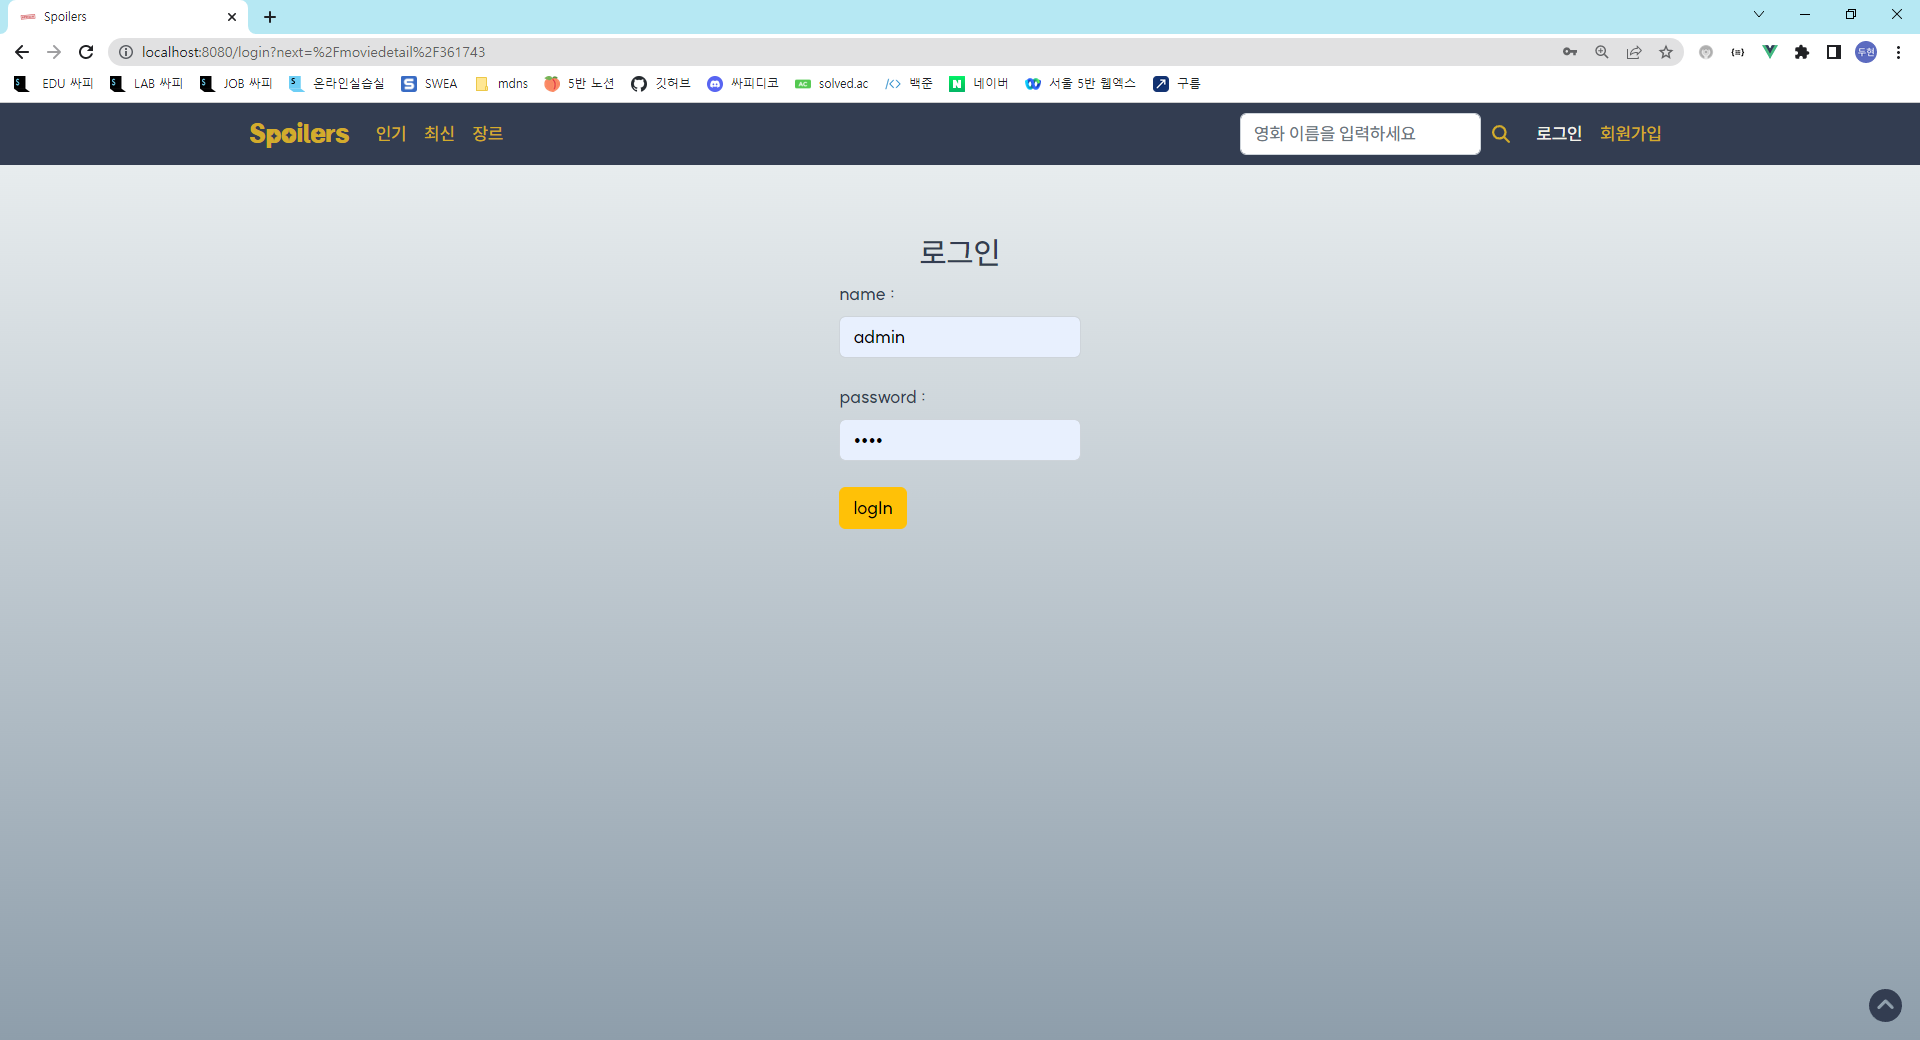 Spoilers
localhost:8080/login?next=%2Fmoviedetail%2F361743
두현
EDU 싸피 LAB 싸피 JOB 싸피 온라인실습실 SWEA mdns 5반 노션 깃허브 싸피디코 solved.ac 백준 네이버 서울 5반 웹엑스 구름
Spoilers 인기 최신 장르 영화 이름을 입력하세요 로그인 회원가입
로그인
name :
admin
password :
••••
logIn